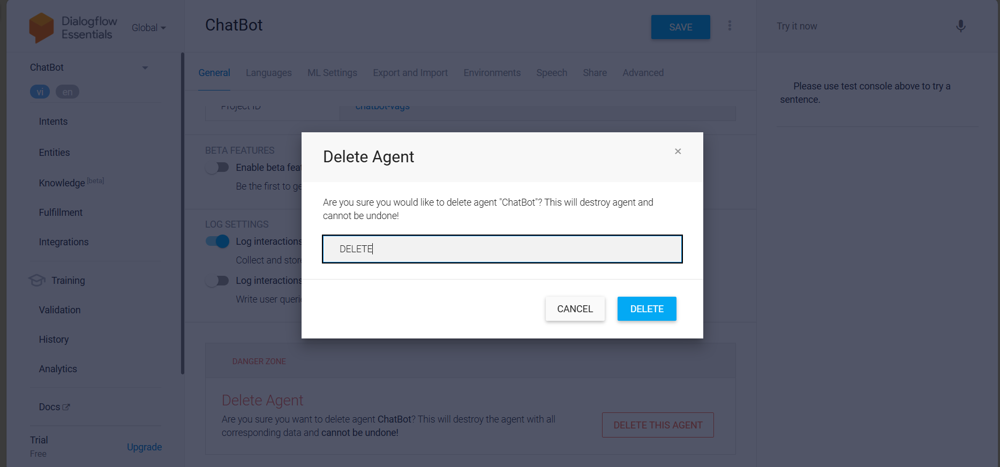 Dialogflow
Essentials
Global
ChatBot
SAVE
Try it now
ChatBot
vi en
Intents
Entities
Knowledge [beta]
Fulfillment
Integrations
Training
Validation
History
Analytics
Docs
Trial
Free
Upgrade
General Languages ML Settings Export and Import Environments Speech Share Advanced
Project ID chatbot-vags
BETA FEATURES
Enable beta fea
Be the first to ge
LOG SETTINGS
Log interactions
Collect and store
Log interactions
Write user querie
Delete Agent
×
Are you sure you would like to delete agent "ChatBot"? This will destroy agent and
cannot be undone!
DELETE
CANCEL DELETE
DANGER ZONE
Delete Agent
Are you sure you want to delete agent ChatBot? This will destroy the agent with all
corresponding data and cannot be undone!
DELETE THIS AGENT
Please use test console above to try a
sentence.